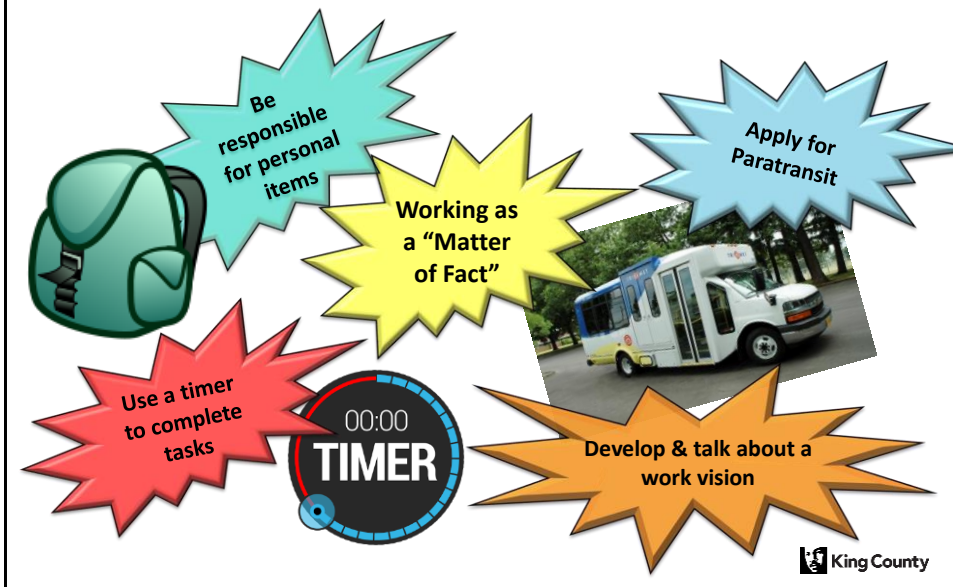 Be
responsible
for personal
items
Apply for
Paratransit
Working as
a “Matter
of Fact”
Use a timer
to complete
tasks
00:00
TIMER
Develop & talk about a
work vision
King County